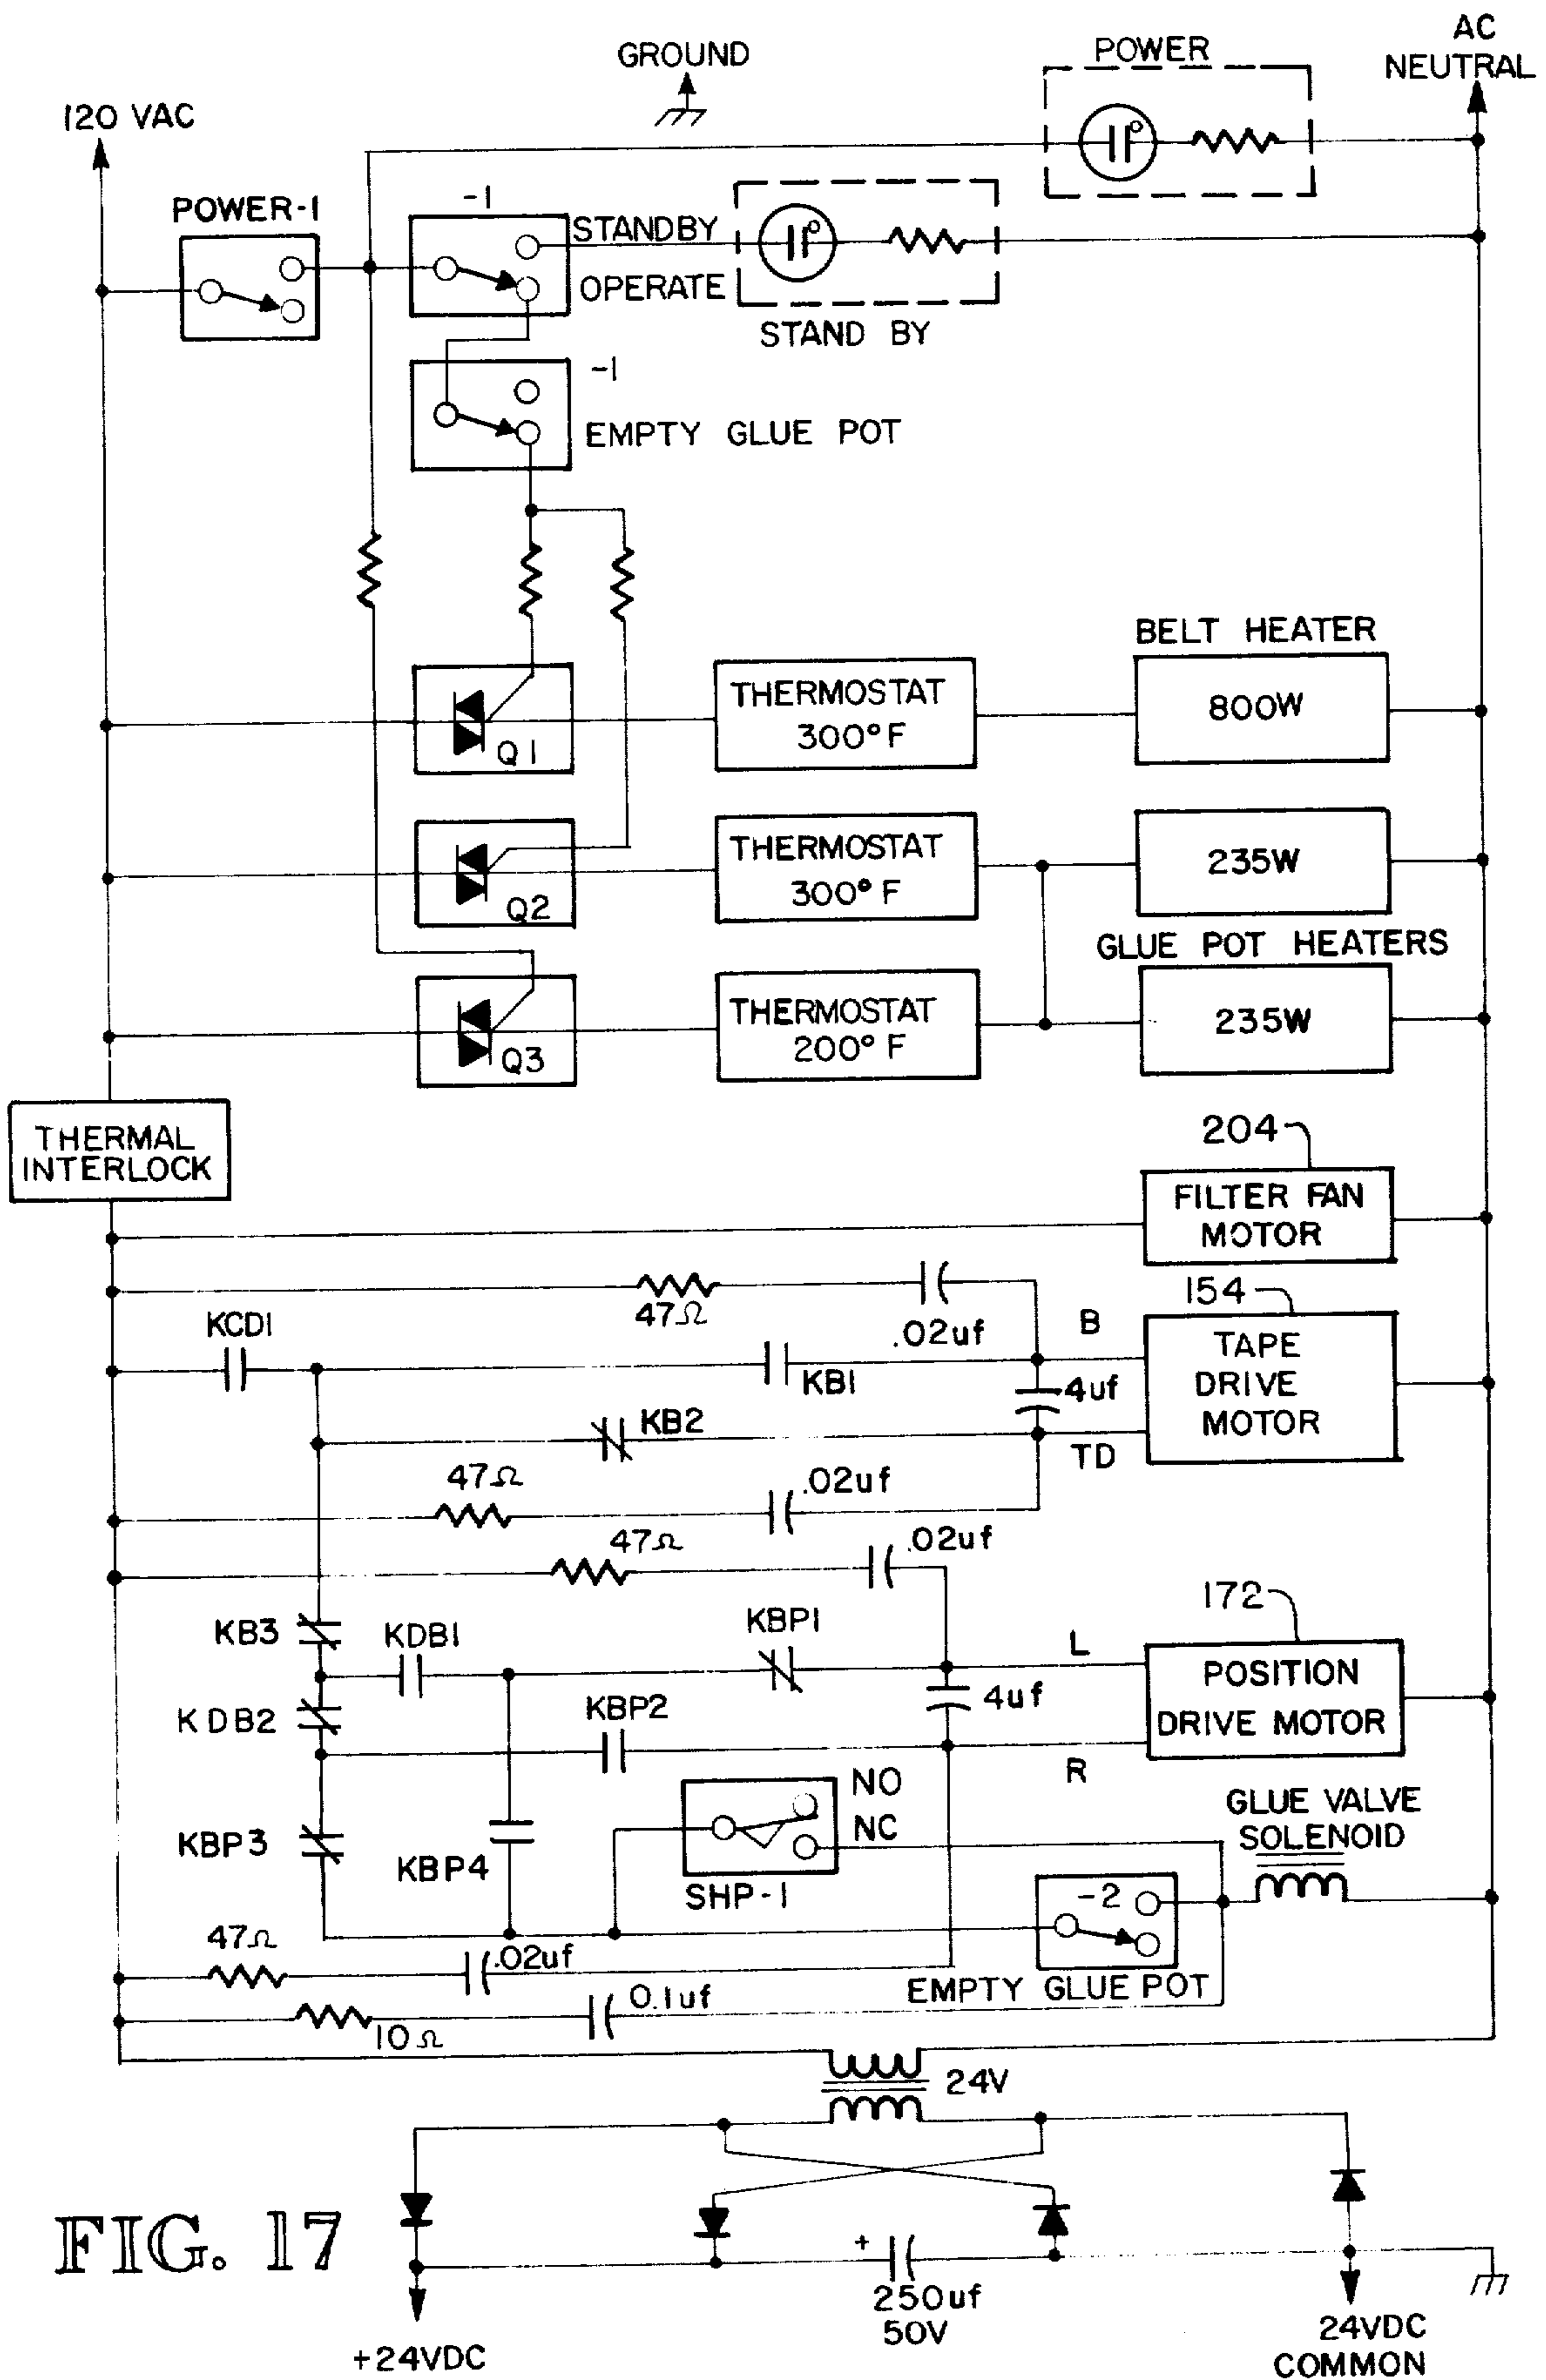 GROUND
POWER
AC
NEUTRAL
120 VAC
POWER-1
-1
STANDBY
OPERATE
STAND BY
-1
EMPTY GLUE POT
BELT HEATER
THERMOSTAT
300°F
800W
Q1
THERMOSTAT
300°F
235W
Q2
GLUE POT HEATERS
THERMOSTAT
200°F
235W
Q3
THERMAL
INTERLOCK
204
FILTER FAN
MOTOR
154
47Ω
.02uf
KCD1
B
TAPE
DRIVE
MOTOR
KB1
4uf
KB2
TD
47Ω
.02uf
47Ω
.02uf
172
KB3
KDB1
KBP1
L
POSITION
DRIVE MOTOR
4uf
KDB2
KBP2
R
NO
NC
GLUE VALVE
SOLENOID
KBP3
KBP4
SHP-1
-2
47Ω
.02uf
EMPTY GLUE POT
0.1uf
10Ω
24V
FIG. 17
+
250uf
50V
+24VDC
24VDC
COMMON